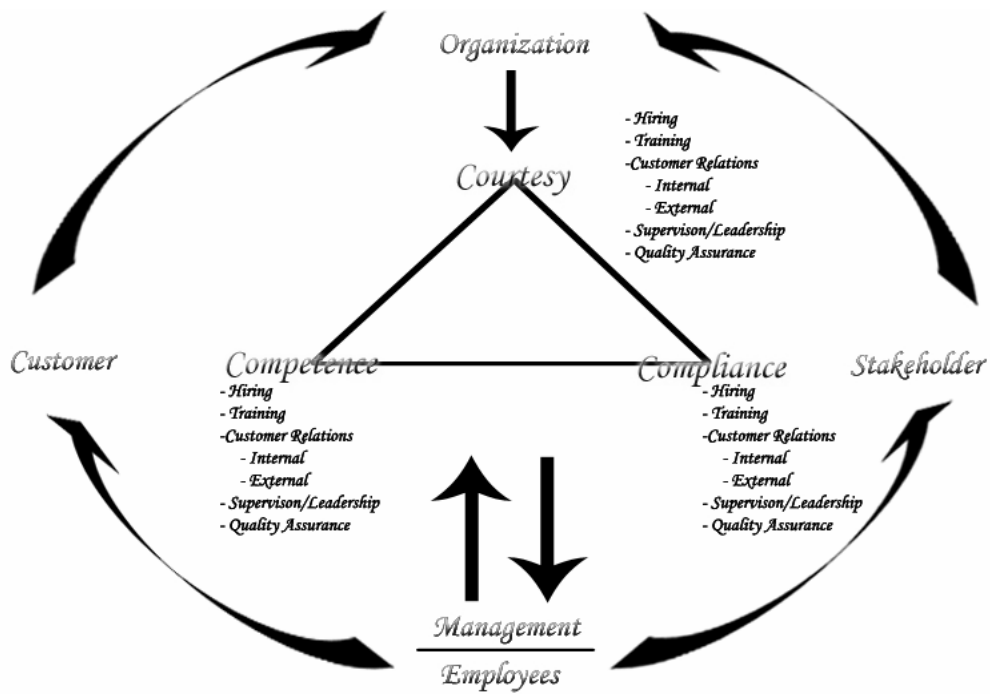 Organization
Courtesy
- Hiring
- Training
-Customer Relations
- Internal
- External
- Supervison/Leadership
- Quality Assurance
Customer
Competence
- Hiring
- Training
-Customer Relations
- Internal
- External
- Supervison/Leadership
- Quality Assurance
Compliance
- Hiring
- Training
-Customer Relations
- Internal
- External
- Supervison/Leadership
- Quality Assurance
Stakeholder
Management
Employees